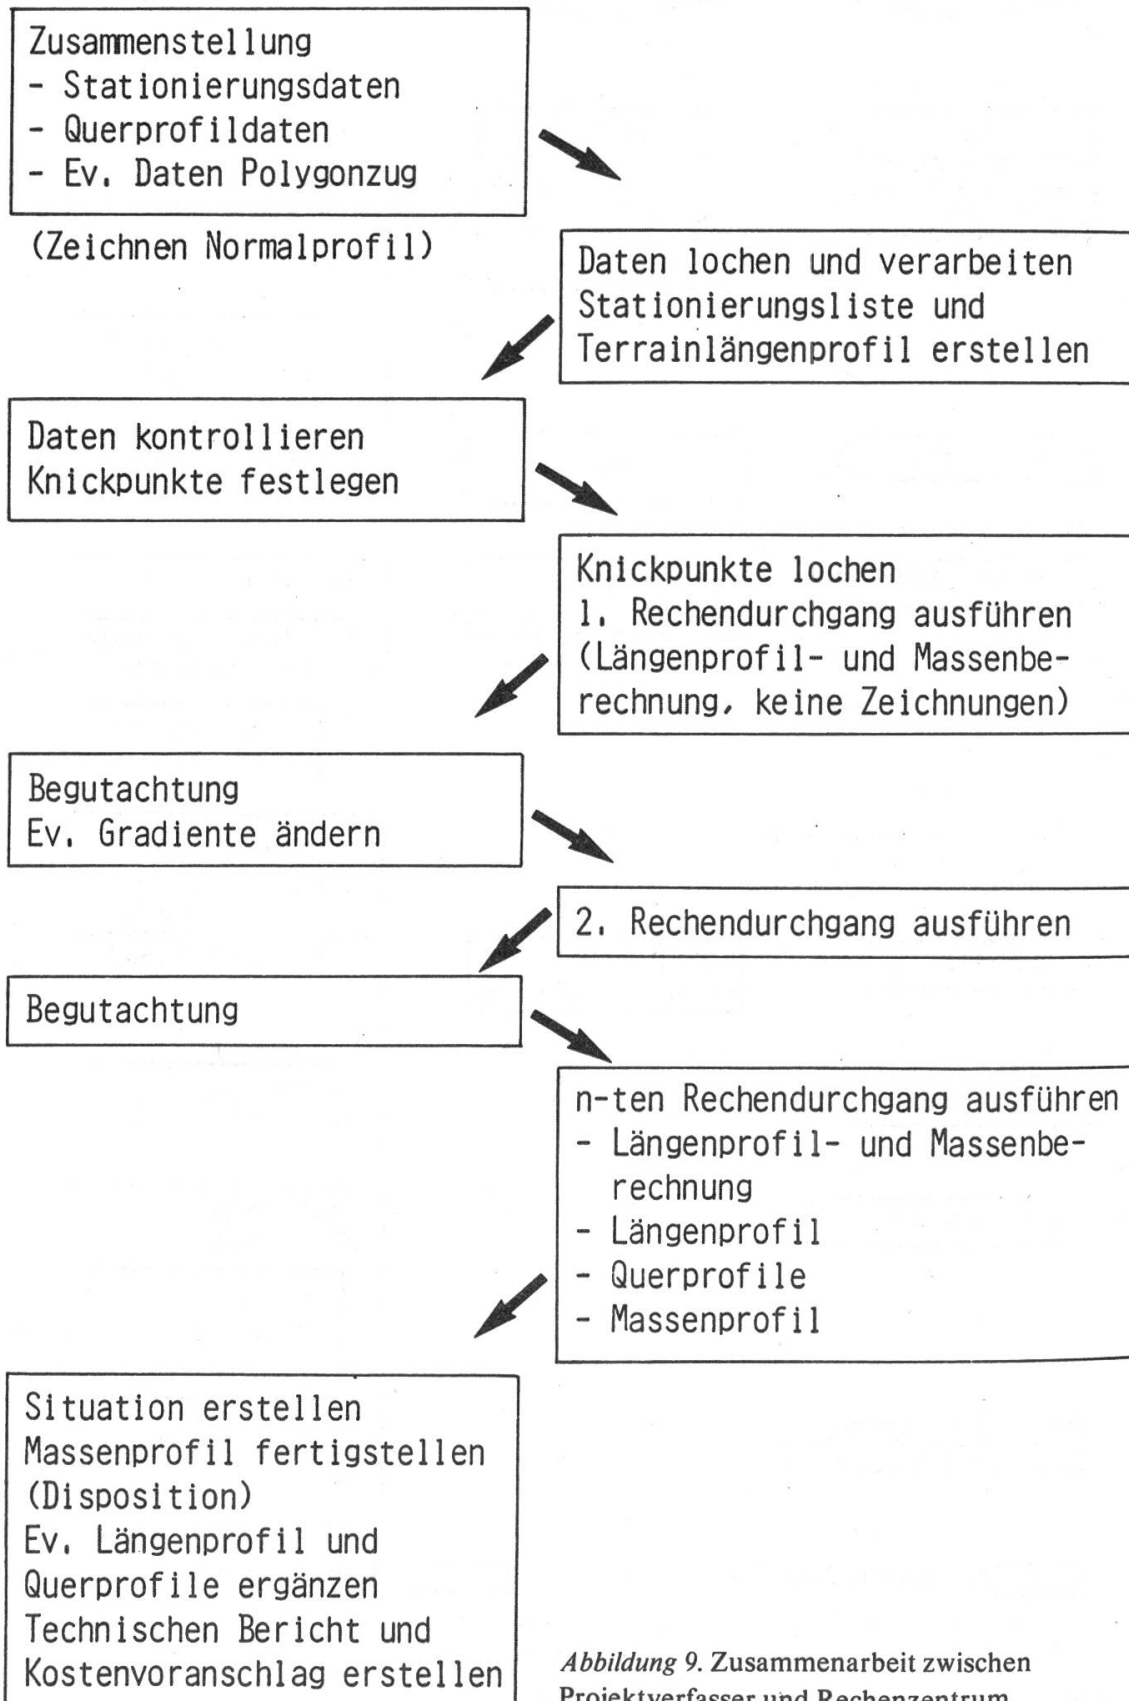 Zusammenstellung
- Stationierungsdaten
- Querprofildaten
- Ev. Daten Polygonzug
(Zeichnen Normalprofil)
Daten lochen und verarbeiten
Stationierungsliste und
Terrainlängenprofil erstellen
Daten kontrollieren
Knickpunkte festlegen
Knickpunkte lochen
1. Rechendurchgang ausführen
(Längenprofil- und Massenbe-
rechnung, keine Zeichnungen)
Begutachtung
Ev. Gradiente ändern
2. Rechendurchgang ausführen
Begutachtung
n-ten Rechendurchgang ausführen
- Längenprofil- und Massenbe-
rechnung
- Längenprofil
- Querprofile
- Massenprofil
Situation erstellen
Massenprofil fertigstellen
(Disposition)
Ev. Längenprofil und
Querprofile ergänzen
Technischen Bericht und
Kostenvoranschlag erstellen
Abbildung 9. Zusammenarbeit zwischen
Projektverfasser und Rechenzentrum